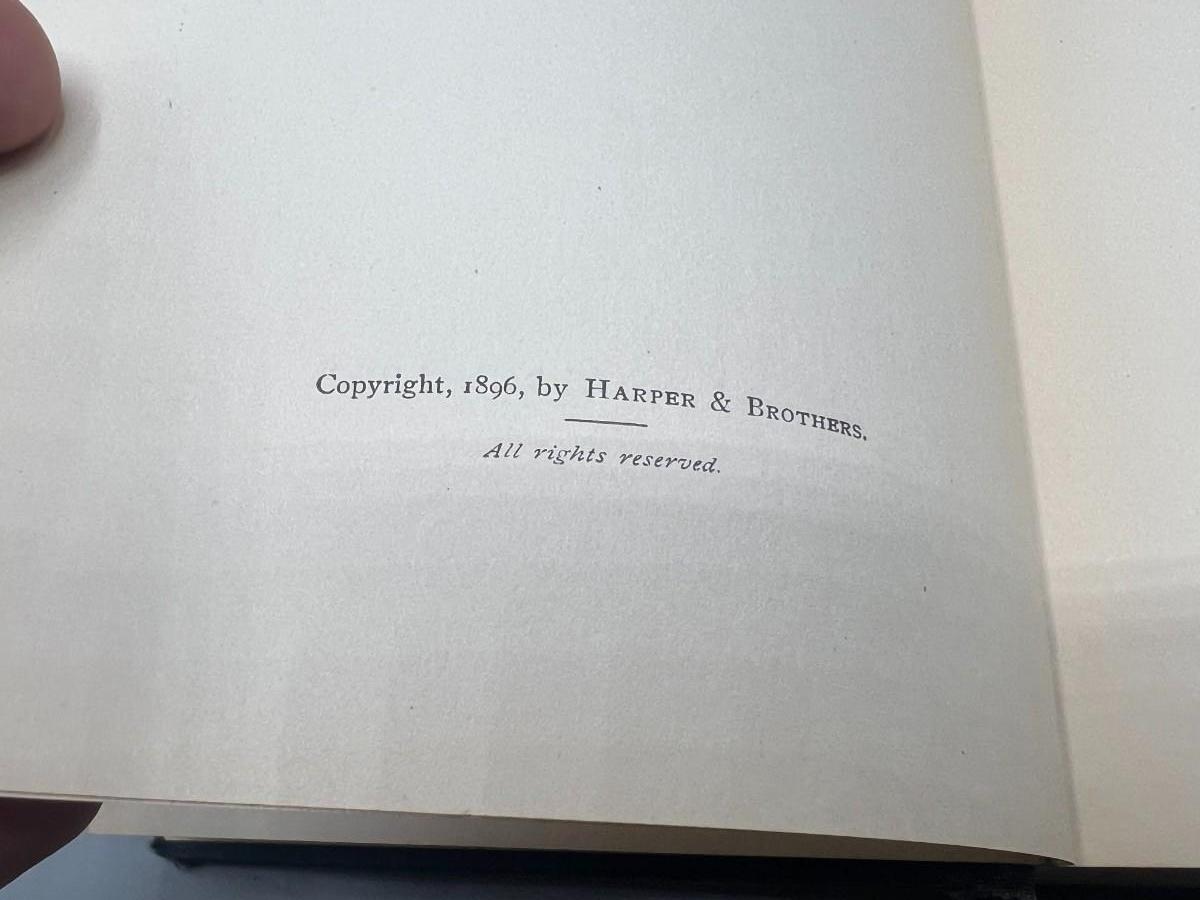 Copyright, 1896, by HARPER & BROTHERS.
All rights reserved.